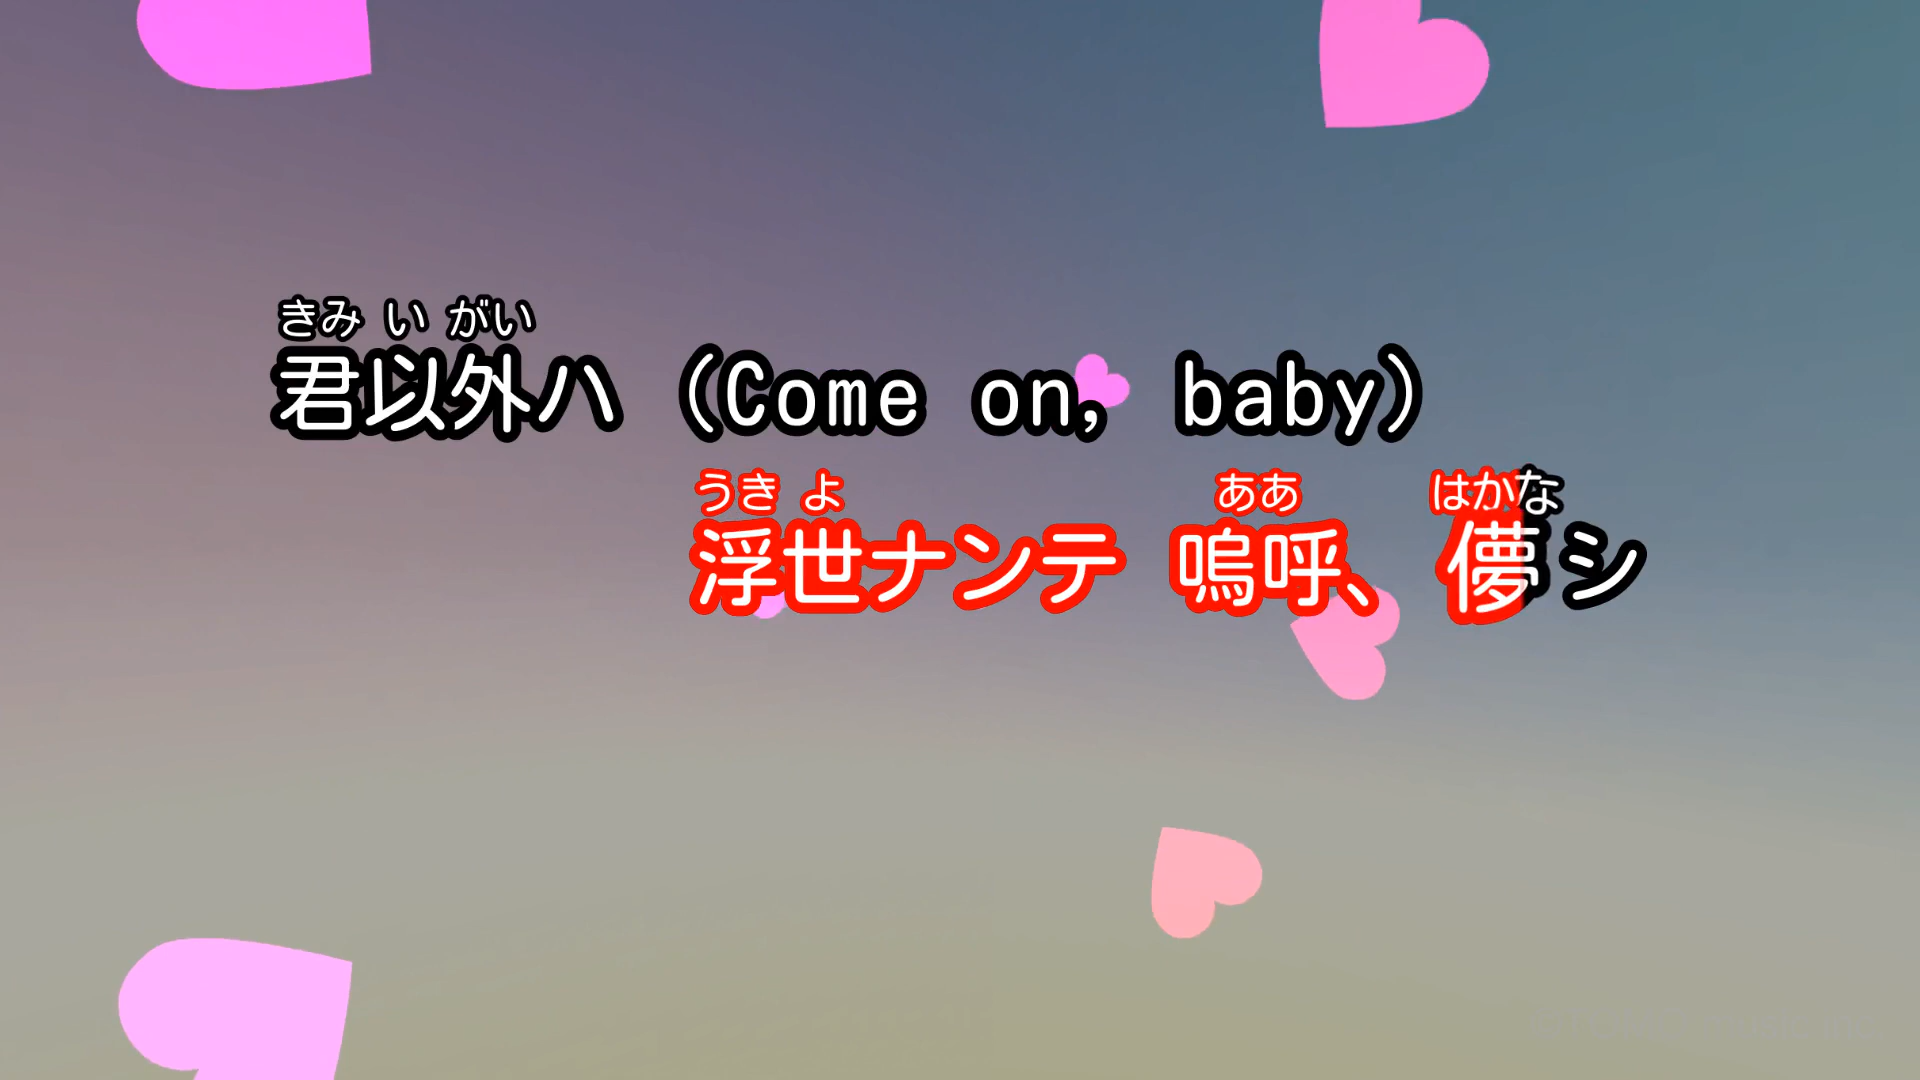 きみ い がい
君以外ハ (Come on, baby)
うき よ ああ はかな
浮世ナンテ 嗚呼、儚シ